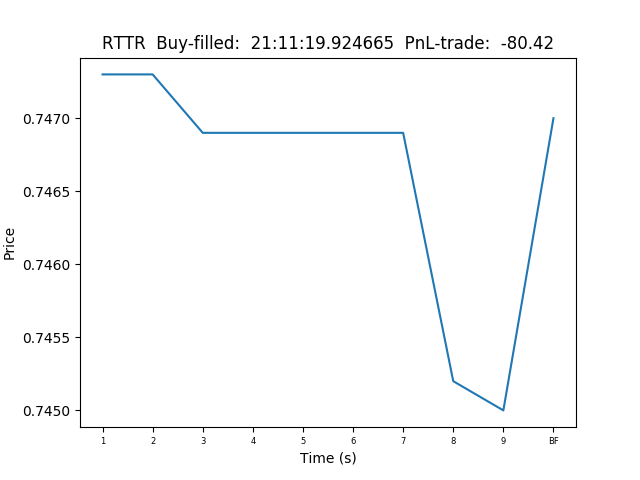 RTTR  Buy-filled:  21:11:19.924665  PnL-trade:  -80.42
0.7470
0.7465
0.7460
0.7455
0.7450
Price
1 2 3 4 5 6 7 8 9 BF
Time (s)